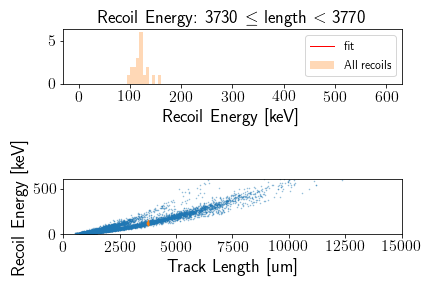 Recoil Energy: 3730 ≤ length < 3770
5
0
fit
All recoils
0 100 200 300 400 500 600
Recoil Energy [keV]
Recoil Energy [keV]
500
0
0 2500 5000 7500 10000 12500 15000
Track Length [um]